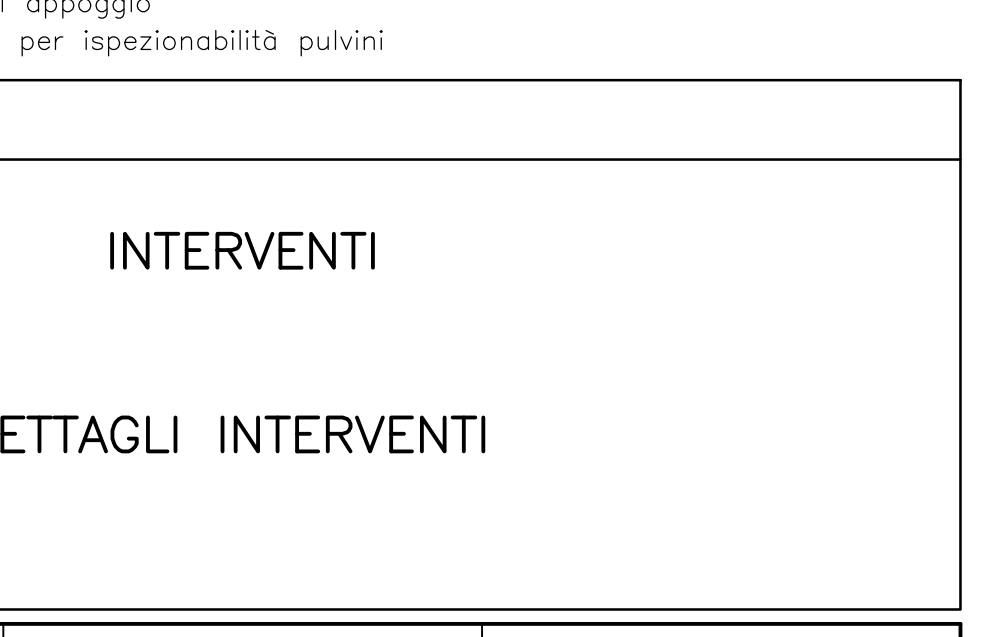 appoggio
per ispezionabilità pulvini
INTERVENTI
ETTAGLI INTERVENTI